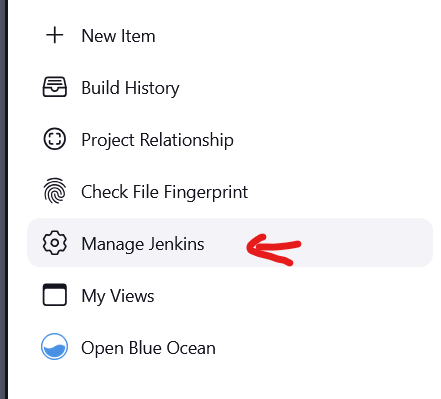 New Item
Build History
Project Relationship
Check File Fingerprint
Manage Jenkins
My Views
Open Blue Ocean